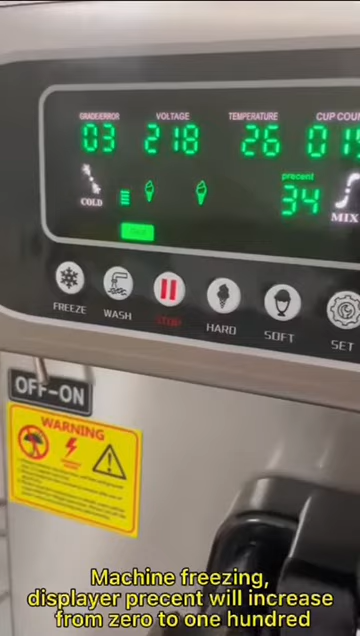 GRADE/ERROR VOLTAGE TEMPERATURE CUP COUN
03 218 26 01
precent
34
COLD MIX
FREEZE WASH STOP HARD SOFT SET
OFF-ON
WARNING
Machine freezing,
displayer precent will increase
from zero to one hundred